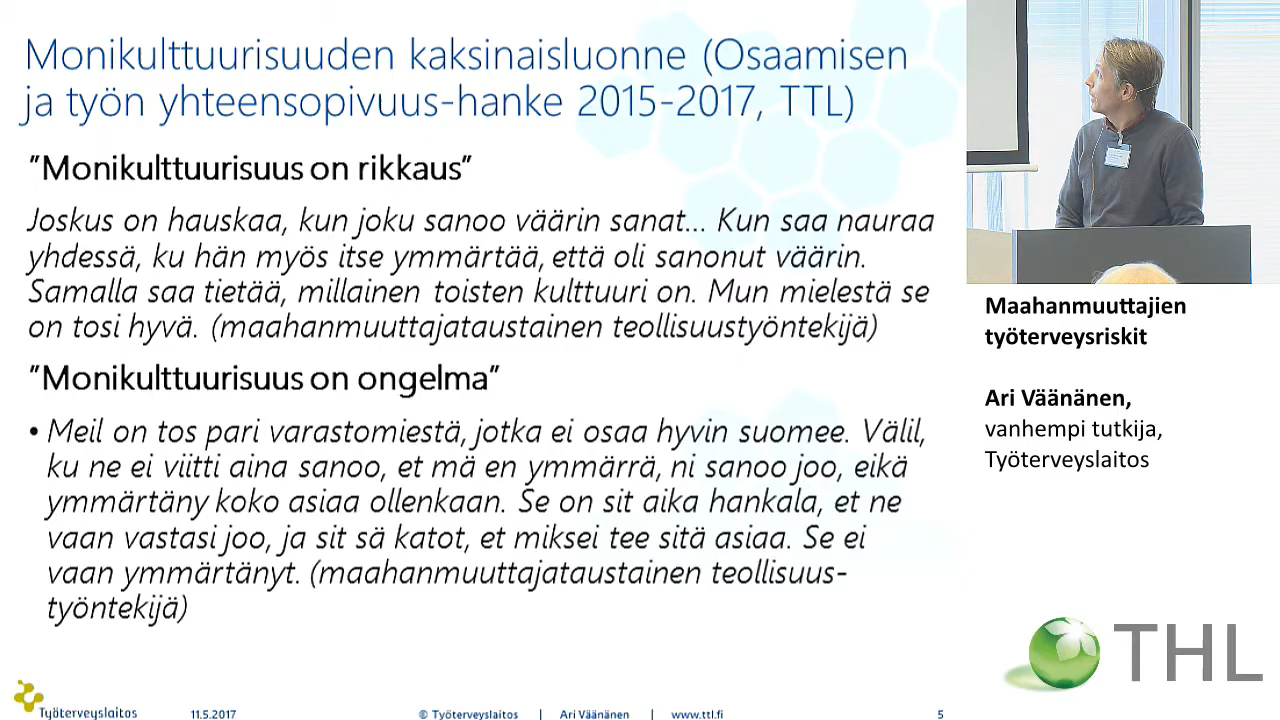 Monikulttuurisuuden kaksinaisluonne (Osaamisen
ja työn yhteensopivuus-hanke 2015-2017, TTL)
”Monikulttuurisuus on rikkaus”
Joskus on hauskaa, kun joku sanoo väärin sanat... Kun saa nauraa
yhdessä, ku hän myös itse ymmärtää, että oli sanonut väärin.
Samalla saa tietää, millainen toisten kulttuuri on. Mun mielestä se
on tosi hyvä. (maahanmuuttajataustainen teollisuustyöntekijä)
”Monikulttuurisuus on ongelma”
• Meil on tos pari varastomiestä, jotka ei osaa hyvin suomee. Välil,
ku ne ei viitti aina sanoo, et mä en ymmärrä, ni sanoo joo, eikä
ymmärtäny koko asiaa ollenkaan. Se on sit aika hankala, et ne
vaan vastasi joo, ja sit sä katot, et miksei tee sitä asiaa. Se ei
vaan ymmärtänyt. (maahanmuuttajataustainen teollisuus-
työntekijä)
Työterveyslaitos 11.5.2017 © Työterveyslaitos | Ari Väänänen | www.ttl.fi 5
Maahanmuuttajien
työterveysriskit
Ari Väänänen,
vanhempi tutkija,
Työterveyslaitos
THL